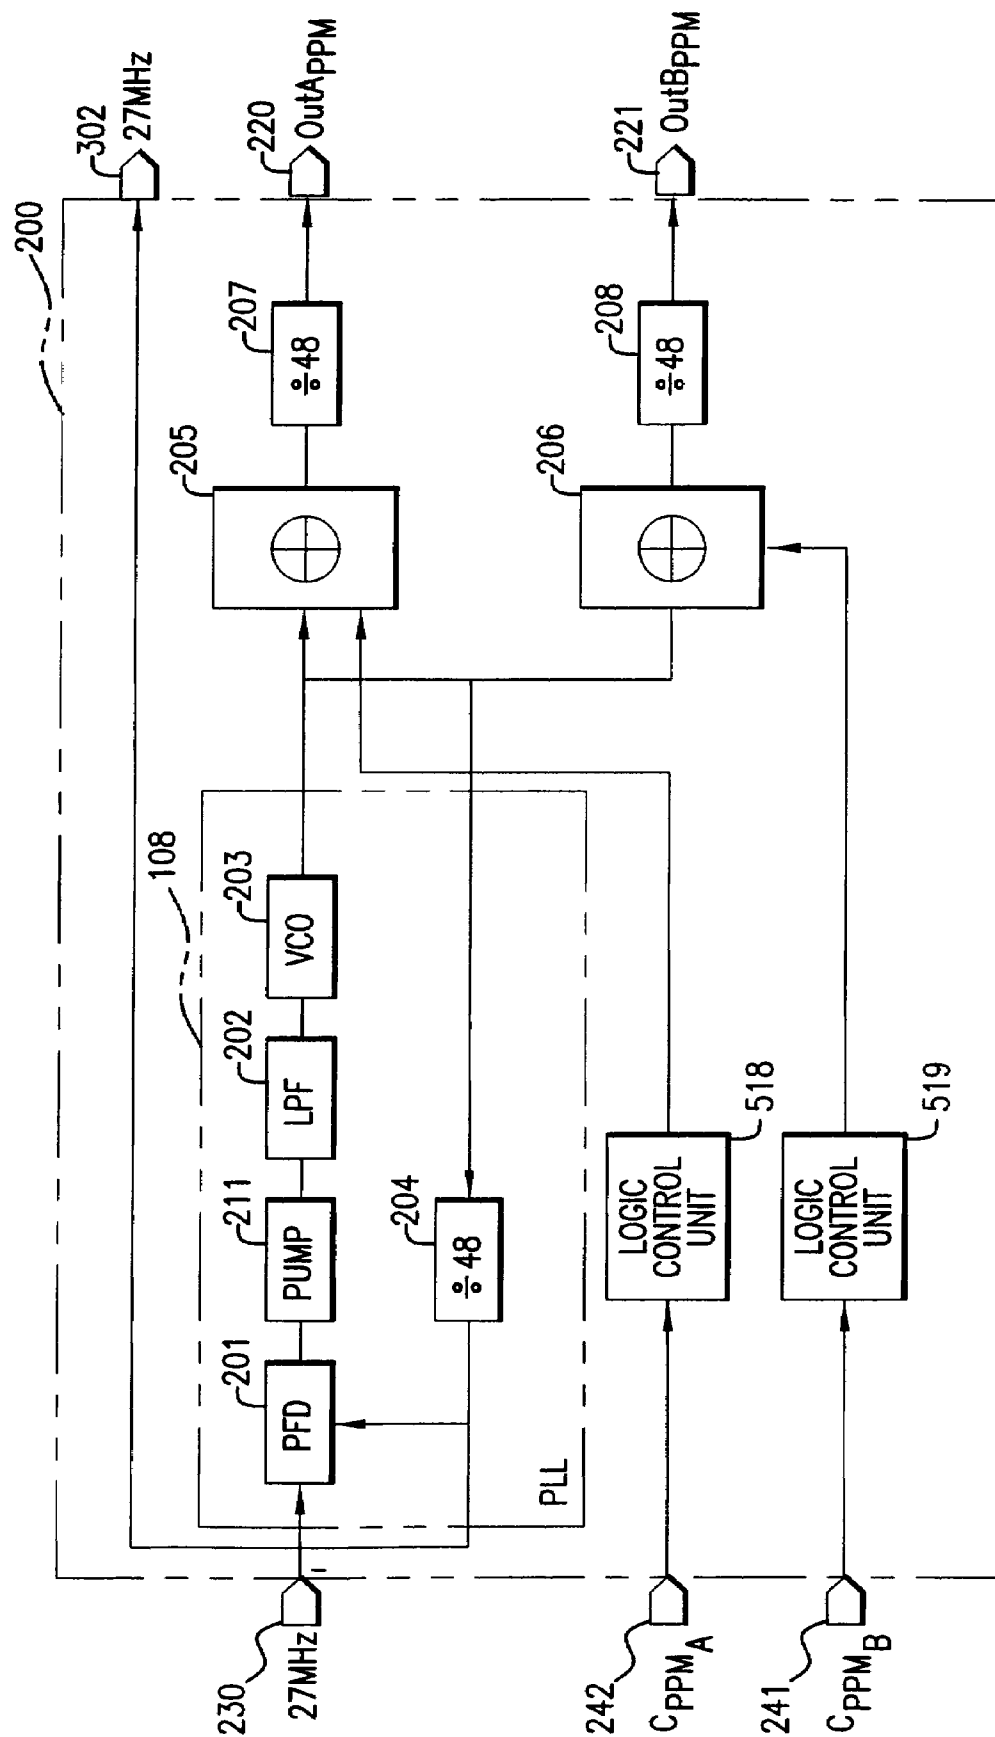 200
302
27MHz
108
220
OutAPPM
205
207
÷48
201
PFD
211
PUMP
202
LPF
203
VCO
230
27MHz
204
÷48
PLL
206
208
÷48
221
OutBPPM
242
CPPMA
LOGIC
CONTROL
UNIT
518
241
CPPMB
LOGIC
CONTROL
UNIT
519